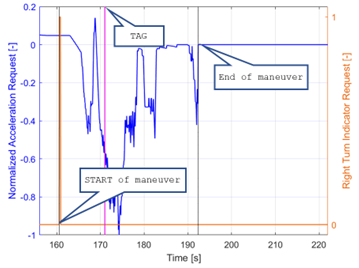 0.2
0
-0.2
-0.4
-0.6
-0.8
-1
Normalized Acceleration Request [-]
TAG
End of maneuver
START of maneuver
1
0
Right Turn Indicator Request [-]
160 170 180 190 200 210 220
Time [s]